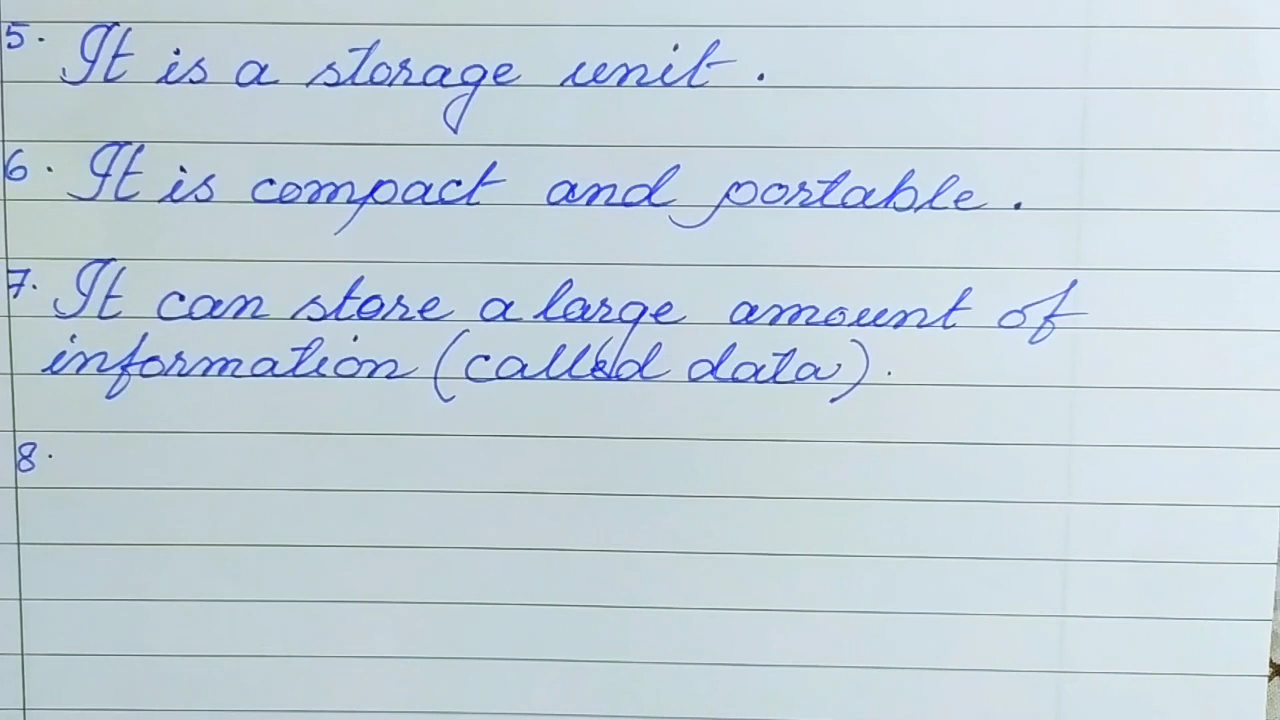 5. It is a storage unit.
6. It is compact and portable.
7. It can store a large amount of
information (called data).
8.